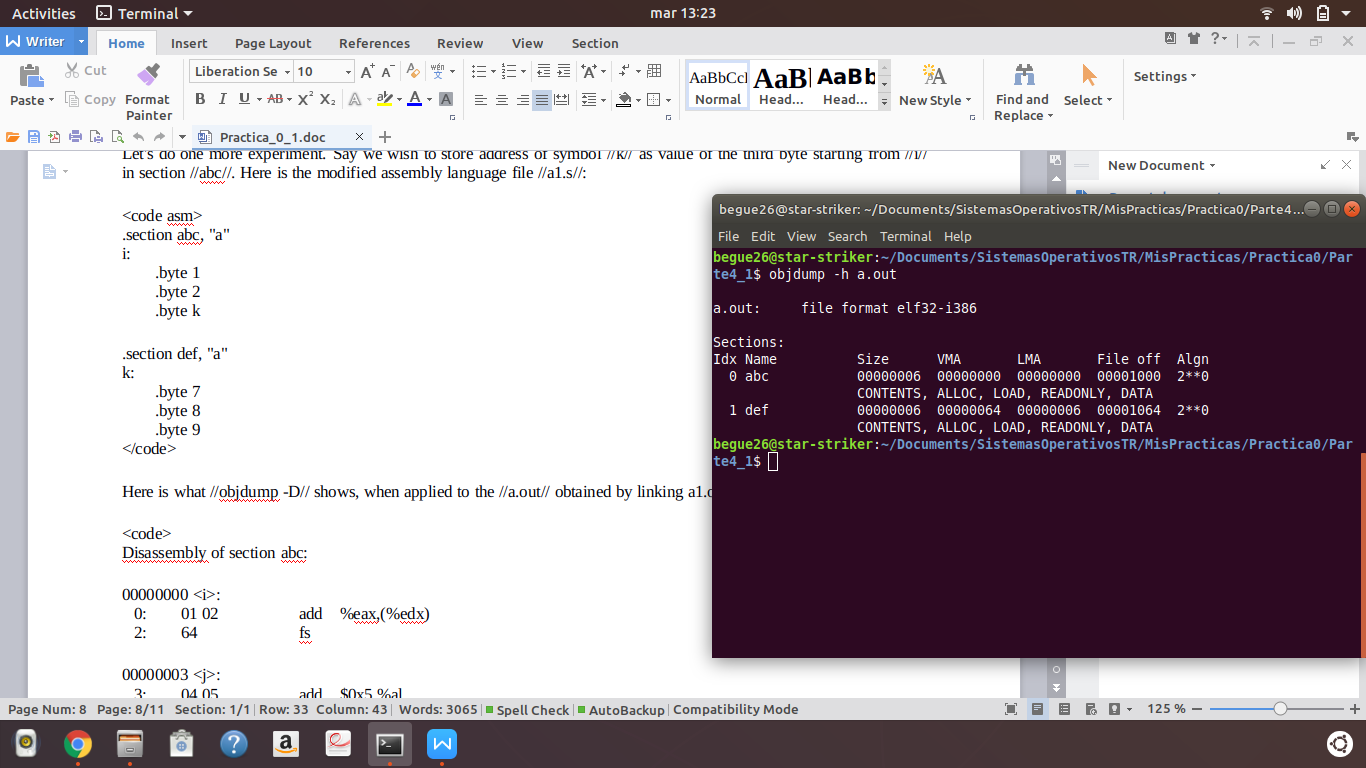 Activities Terminal mar 13:23
Writer Home Insert Page Layout References Review View Section
Paste Cut Copy Format Painter Liberation Se 10 AaBbCcI Normal AaBl Head... AaBb Head... New Style Find and Replace Select Settings
Practica_0_1.doc
Let's do one more experiment. Say we wish to store address of symbol //k// as value of the third byte starting from //i//
in section //abc//. Here is the modified assembly language file //a1.s//:
<code asm>
.section abc, "a"
i:
.byte 1
.byte 2
.byte k
.section def, "a"
k:
.byte 7
.byte 8
.byte 9
</code>
Here is what //objdump -D// shows, when applied to the //a.out// obtained by linking a1.o
<code>
Disassembly of section abc:
00000000 <i>:
0: 01 02 add %eax,(%edx)
2: 64 fs
00000003 <j>:
3: 04 05 add $0x5,%al
New Document
begue26@star-striker: ~/Documents/SistemasOperativosTR/MisPracticas/Practica0/Parte4...
File Edit View Search Terminal Help
begue26@star-striker:~/Documents/SistemasOperativosTR/MisPracticas/Practica0/Par
te4_1$ objdump -h a.out
a.out: file format elf32-i386
Sections:
Idx Name Size VMA LMA File off Algn
0 abc 00000006 00000000 00000000 00001000 2**0
CONTENTS, ALLOC, LOAD, READONLY, DATA
1 def 00000006 00000064 00000006 00001064 2**0
CONTENTS, ALLOC, LOAD, READONLY, DATA
begue26@star-striker:~/Documents/SistemasOperativosTR/MisPracticas/Practica0/Par
te4_1$
Page Num: 8 Page: 8/11 Section: 1/1 Row: 33 Column: 43 Words: 3065 Spell Check AutoBackup Compatibility Mode 125 %